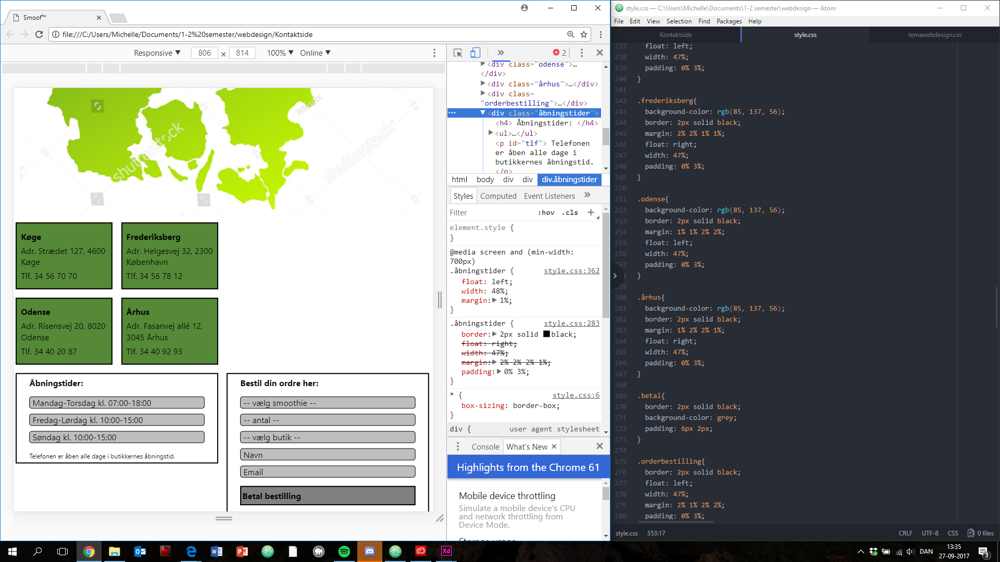 Smoof™
file:///C:/Users/Michelle/Documents/1-2%20semester/webdesign/Kontaktside
Responsive ▼ 806 × 814 100% ▼ Online ▼
shutterstock
shutterstock
Køge
Adr. Strædet 127, 4600
Køge
Tlf. 34 56 70 70
Frederiksberg
Adr. Helgesvej 32, 2300
København
Tlf. 34 56 78 12
Odense
Adr. Risensvej 20, 8020
Odense
Tlf. 34 40 20 87
Århus
Adr. Fasanvej allé 12,
3045 Århus
Tlf. 34 40 92 93
Åbningstider:
Mandag-Torsdag kl. 07:00-18:00
Fredag-Lørdag kl. 10:00-15:00
Søndag kl. 10:00-15:00
Telefonen er åben alle dage i butikkernes åbningstid.
Bestil din ordre her:
-- vælg smoothie --
-- antal --
-- vælg butik --
Navn
Email
Betal bestilling
2
<div class="odense">…
</div>
<div class="århus">…</div>
<div class=
"orderbestilling">…</div>
<div class="åbningstider">
<h4> Åbningstider: </h4>
<ul>…</ul>
<p id="tlf"> Telefonen
er åben alle dage i
butikkernes åbningstid.
</p>
html body div div div.åbningstider
Styles Computed Event Listeners »
Filter :hov .cls +
element.style {
}
@media screen and (min-width:
700px)
.åbningstider { style.css:362
float: left;
width: 48%;
margin: 1%;
}
.åbningstider { style.css:283
border: 2px solid black;
float: right;
width: 47%;
margin: 2% 2% 2% 1%;
padding: 0% 3%;
}
* { style.css:6
box-sizing: border-box;
}
div { user agent stylesheet
Console What's New ×
Highlights from the Chrome 61
Mobile device throttling
Simulate a mobile device's CPU
and network throttling from
Device Mode.
style.css — C:\Users\Michelle\Documents\1-2 semester\webdesign — Atom
File Edit View Selection Find Packages Help
Kontaktside style.css temawebdesign.css
237 float: left;
238 width: 47%;
239 padding: 0% 3%;
240 }
241
242 .frederiksberg{
243 background-color: rgb(85, 137, 56);
244 border: 2px solid black;
245 margin: 2% 2% 1% 1%;
246 float: right;
247 width: 47%;
248 padding: 0% 3%;
249 }
250
251 .odense{
252 background-color: rgb(85, 137, 56);
253 border: 2px solid black;
254 margin: 1% 1% 2% 2%;
255 float: left;
256 width: 47%;
257 padding: 0% 3%;
}
259
260 .århus{
261 background-color: rgb(85, 137, 56);
262 border: 2px solid black;
263 margin: 1% 2% 2% 1%;
264 float: right;
265 width: 47%;
266 padding: 0% 3%;
267 }
268
269 .betal{
270 border: 2px solid black;
271 background-color: grey;
272 padding: 6px 2px;
273 }
274
275 .orderbestilling{
276 border: 2px solid black;
277 float: left;
278 width: 47%;
279 margin: 2% 1% 2% 2%;
280 padding: 0% 3%;
style.css 353:17 CRLF UTF-8 CSS 0 files
DAN 13:35
27-09-2017
3